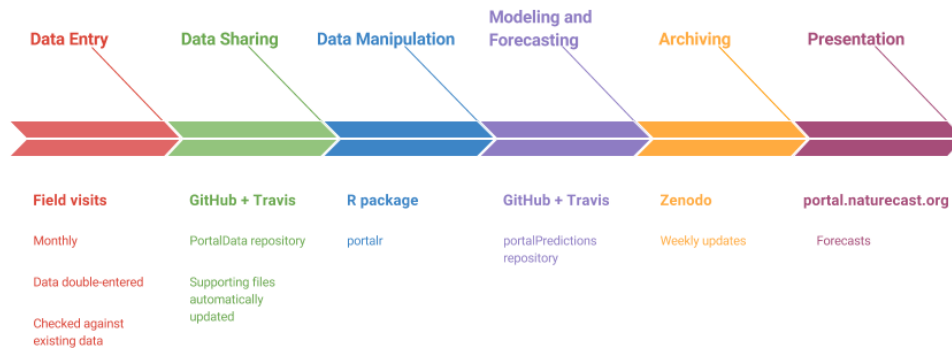 Data Entry
Data Sharing
Data Manipulation
Modeling and
Forecasting
Archiving
Presentation
Field visits
Monthly
Data double-entered
Checked against
existing data
GitHub + Travis
PortalData repository
Supporting files
automatically
updated
R package
portalr
GitHub + Travis
portalPredictions
repository
Zenodo
Weekly updates
portal.naturecast.org
Forecasts